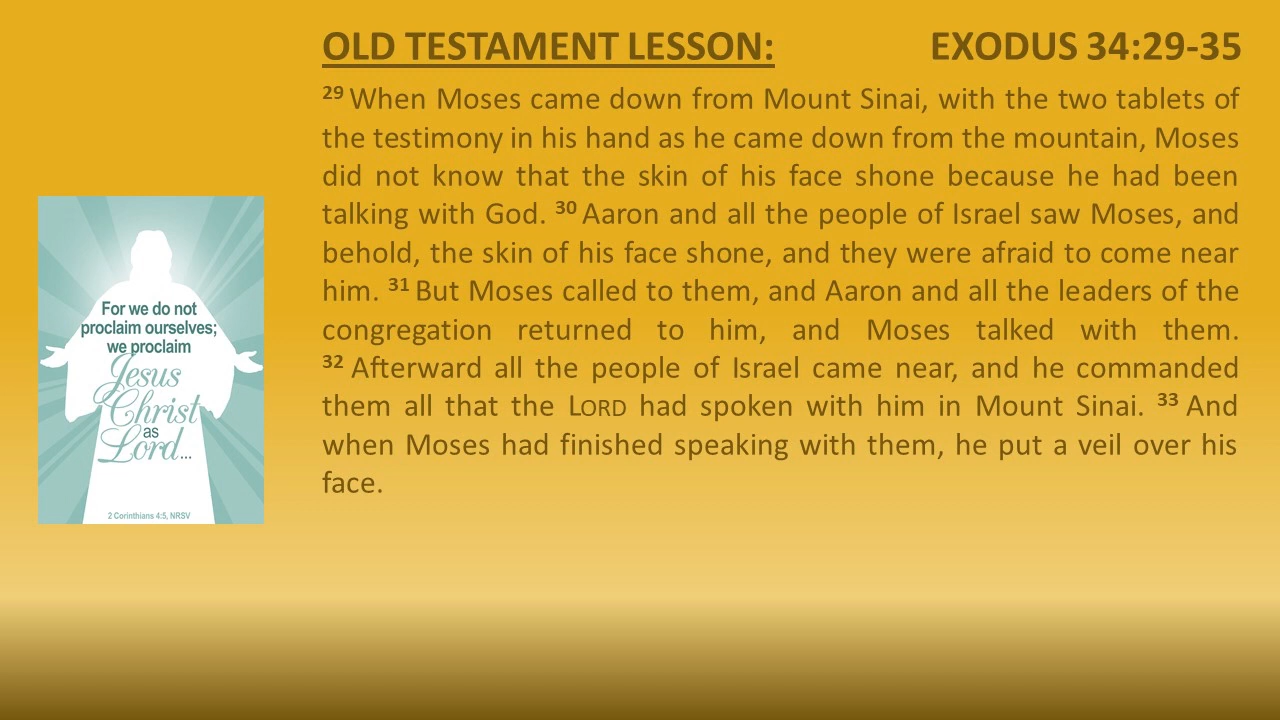 OLD TESTAMENT LESSON: EXODUS 34:29-35
29 When Moses came down from Mount Sinai, with the two tablets of
the testimony in his hand as he came down from the mountain, Moses
did not know that the skin of his face shone because he had been
talking with God. 30 Aaron and all the people of Israel saw Moses, and
behold, the skin of his face shone, and they were afraid to come near
him. 31 But Moses called to them, and Aaron and all the leaders of the
congregation returned to him, and Moses talked with them.
32 Afterward all the people of Israel came near, and he commanded
them all that the LORD had spoken with him in Mount Sinai. 33 And
when Moses had finished speaking with them, he put a veil over his
face.
For we do not
proclaim ourselves;
we proclaim
Jesus
Christ
as
Lord...
2 Corinthians 4:5, NRSV